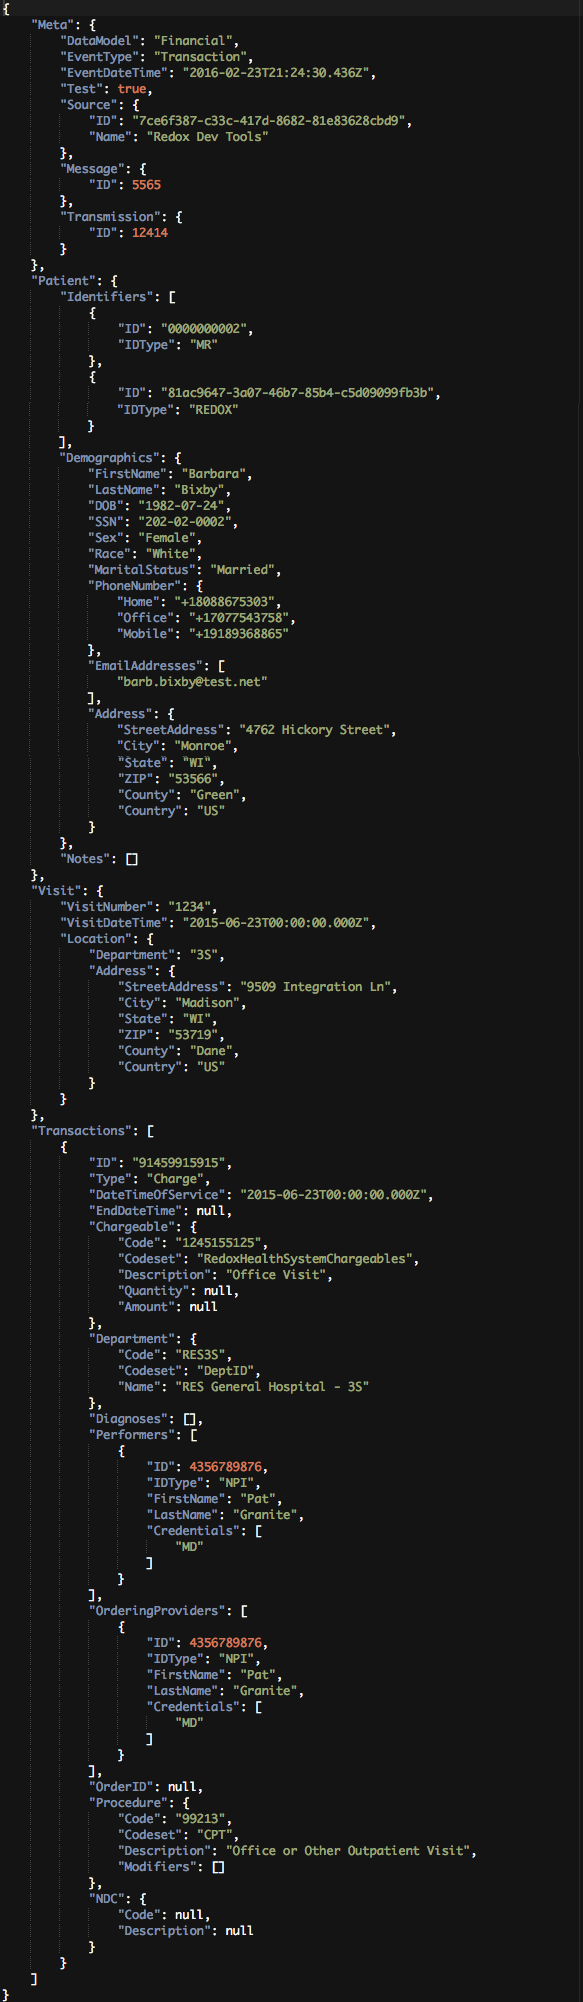 {
    "Meta": {
        "DataModel": "Financial",
        "EventType": "Transaction",
        "EventDateTime": "2016-02-23T21:24:30.436Z",
        "Test": true,
        "Source": {
            "ID": "7ce6f387-c33c-417d-8682-81e83628cbd9",
            "Name": "Redox Dev Tools"
        },
        "Message": {
            "ID": 5565
        },
        "Transmission": {
            "ID": 12414
        }
    },
    "Patient": {
        "Identifiers": [
            {
                "ID": "0000000002",
                "IDType": "MR"
            },
            {
                "ID": "81ac9647-3a07-46b7-85b4-c5d09099fb3b",
                "IDType": "REDOX"
            }
        ],
        "Demographics": {
            "FirstName": "Barbara",
            "LastName": "Bixby",
            "DOB": "1982-07-24",
            "SSN": "202-02-0002",
            "Sex": "Female",
            "Race": "White",
            "MaritalStatus": "Married",
            "PhoneNumber": {
                "Home": "+18088675303",
                "Office": "+17077543758",
                "Mobile": "+19189368865"
            },
            "EmailAddresses": [
                "barb.bixby@test.net"
            ],
            "Address": {
                "StreetAddress": "4762 Hickory Street",
                "City": "Monroe",
                "State": "WI",
                "ZIP": "53566",
                "County": "Green",
                "Country": "US"
            }
        },
        "Notes": []
    },
    "Visit": {
        "VisitNumber": "1234",
        "VisitDateTime": "2015-06-23T00:00:00.000Z",
        "Location": {
            "Department": "3S",
            "Address": {
                "StreetAddress": "9509 Integration Ln",
                "City": "Madison",
                "State": "WI",
                "ZIP": "53719",
                "County": "Dane",
                "Country": "US"
            }
        }
    },
    "Transactions": [
        {
            "ID": "91459915915",
            "Type": "Charge",
            "DateTimeOfService": "2015-06-23T00:00:00.000Z",
            "EndDateTime": null,
            "Chargeable": {
                "Code": "1245155125",
                "Codeset": "RedoxHealthSystemChargeables",
                "Description": "Office Visit",
                "Quantity": null,
                "Amount": null
            },
            "Department": {
                "Code": "RES3S",
                "Codeset": "DeptID",
                "Name": "RES General Hospital - 3S"
            },
            "Diagnoses": [],
            "Performers": [
                {
                    "ID": 4356789876,
                    "IDType": "NPI",
                    "FirstName": "Pat",
                    "LastName": "Granite",
                    "Credentials": [
                        "MD"
                    ]
                }
            ],
            "OrderingProviders": [
                {
                    "ID": 4356789876,
                    "IDType": "NPI",
                    "FirstName": "Pat",
                    "LastName": "Granite",
                    "Credentials": [
                        "MD"
                    ]
                }
            ],
            "OrderID": null,
            "Procedure": {
                "Code": "99213",
                "Codeset": "CPT",
                "Description": "Office or Other Outpatient Visit",
                "Modifiers": []
            },
            "NDC": {
                "Code": null,
                "Description": null
            }
        }
    ]
}